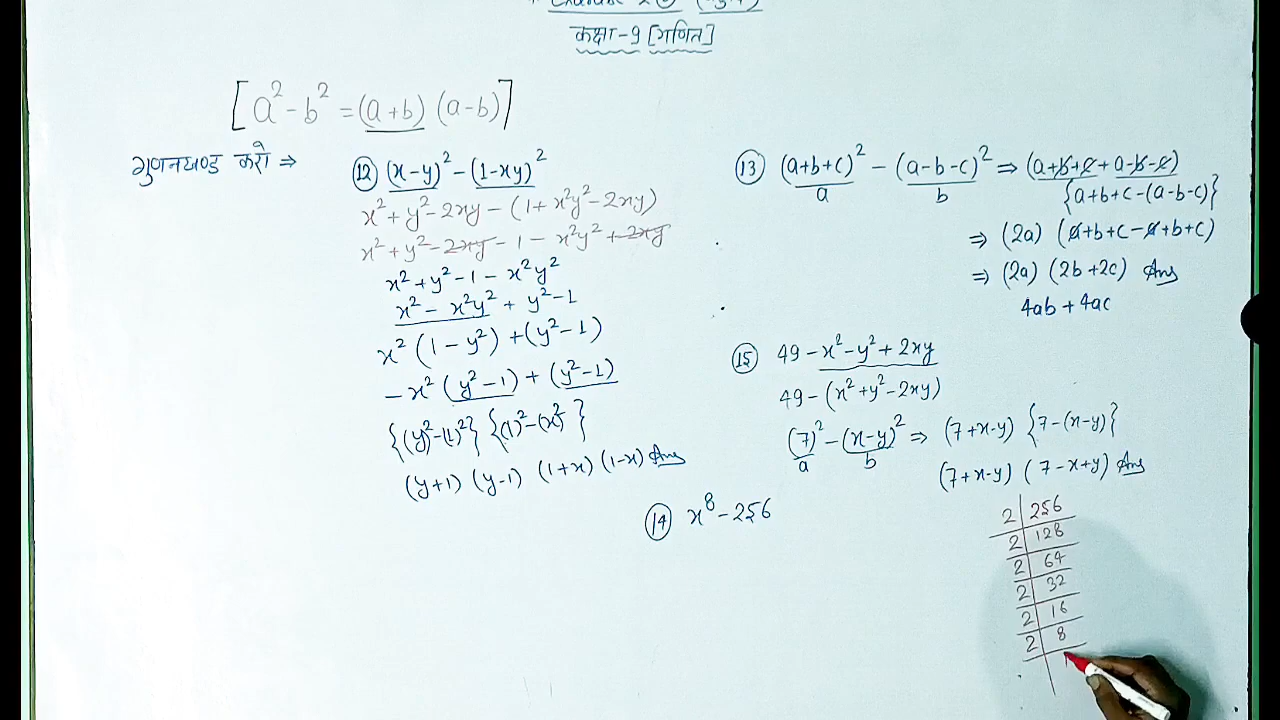 कक्षा-9 [गणित]
[a²-b² = (a+b) (a-b)]
गुणनखण्ड करो ⇒
⑫ (x-y)² - (1-xy)²
x² + y² - 2xy - (1 + x²y² - 2xy)
x² + y² - 2xy - 1 - x²y² + 2xy
x² + y² - 1 - x²y²
x² - x²y² + y² - 1
x² (1 - y²) + (y² - 1)
- x² (y² - 1) + (y² - 1)
{(y)² - (1)²} {(1)² - (x)²}
(y+1) (y-1) (1+x) (1-x) Ans
⑬ (a+b+c)² - (a-b-c)² ⇒ (a+b+c + a-b-c)
a b {a+b+c-(a-b-c)}
⇒ (2a) (a+b+c-a+b+c)
⇒ (2a) (2b+2c) Ans
4ab + 4ac
⑮ 49 - x² - y² + 2xy
49 - (x² + y² - 2xy)
(7)² - (x-y)² ⇒ (7+x-y) {7-(x-y)}
a b
(7+x-y) (7-x+y) Ans
⑭ x⁸ - 256
2 | 256
2 | 128
2 | 64
2 | 32
2 | 16
2 | 8